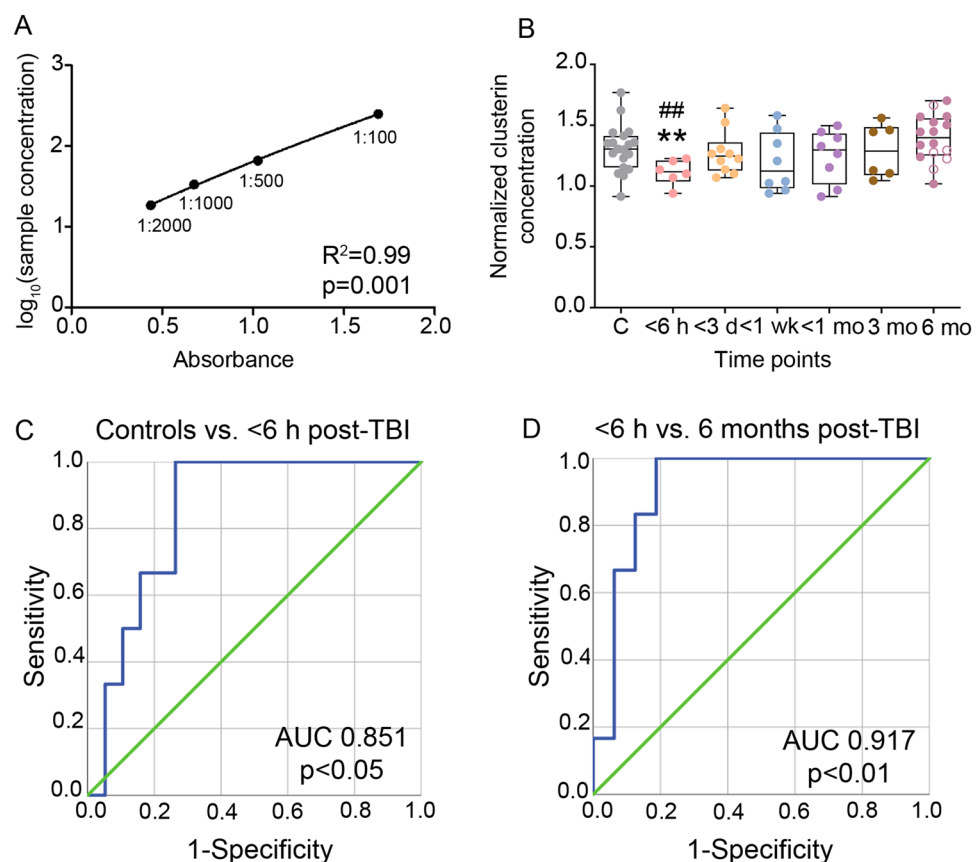 A
log10(sample concentration)
3
2
1
0
1:2000
1:1000
1:500
1:100
R²=0.99
p=0.001
0.0 0.5 1.0 1.5 2.0
Absorbance
B
Normalized clusterin
concentration
2.0
1.5
1.0
0.5
0.0
##
**
C <6 h <3 d <1 wk <1 mo 3 mo 6 mo
Time points
C Controls vs. <6 h post-TBI
Sensitivity
1.0
0.8
0.6
0.4
0.2
0.0
AUC 0.851
p<0.05
0.0 0.2 0.4 0.6 0.8 1.0
1-Specificity
D <6 h vs. 6 months post-TBI
Sensitivity
1.0
0.8
0.6
0.4
0.2
0.0
AUC 0.917
p<0.01
0.0 0.2 0.4 0.6 0.8 1.0
1-Specificity